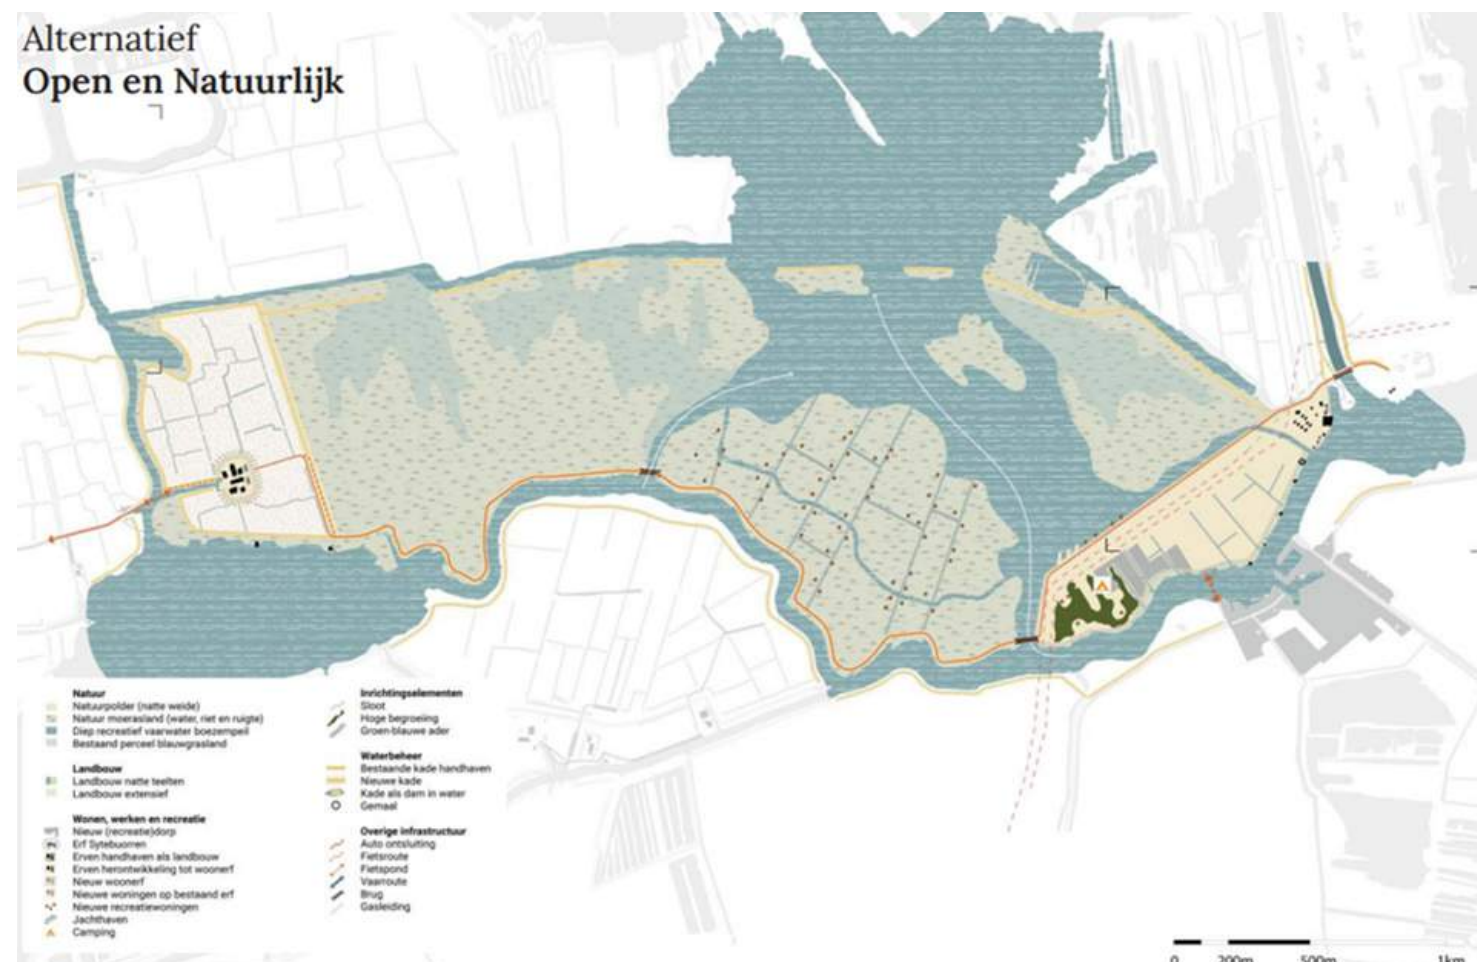 Alternatief
Open en Natuurlijk
Natuur
Natuurpolder (natte weide)
Natuur moerasland (water, riet en ruigte)
Diep recreatief vaarwater boezempeil
Bestaand perceel blauwgrasland
Landbouw
Landbouw natte teelten
Landbouw extensief
Wonen, werken en recreatie
Nieuw (recreatie)dorp
Erf Sytebuorren
Erven handhaven als landbouw
Erven herontwikkeling tot woonerf
Nieuw woonerf
Nieuwe woningen op bestaand erf
Nieuwe recreatiewoningen
Jachthaven
Camping
Inrichtingselementen
Sloot
Hoge begroeiing
Groen-blauwe ader
Waterbeheer
Bestaande kade handhaven
Nieuwe kade
Kade als dam in water
Gemaal
Overige infrastructuur
Auto ontsluiting
Fietsroute
Fietspond
Vaarroute
Brug
Gasleiding
0 200m 500m 1km